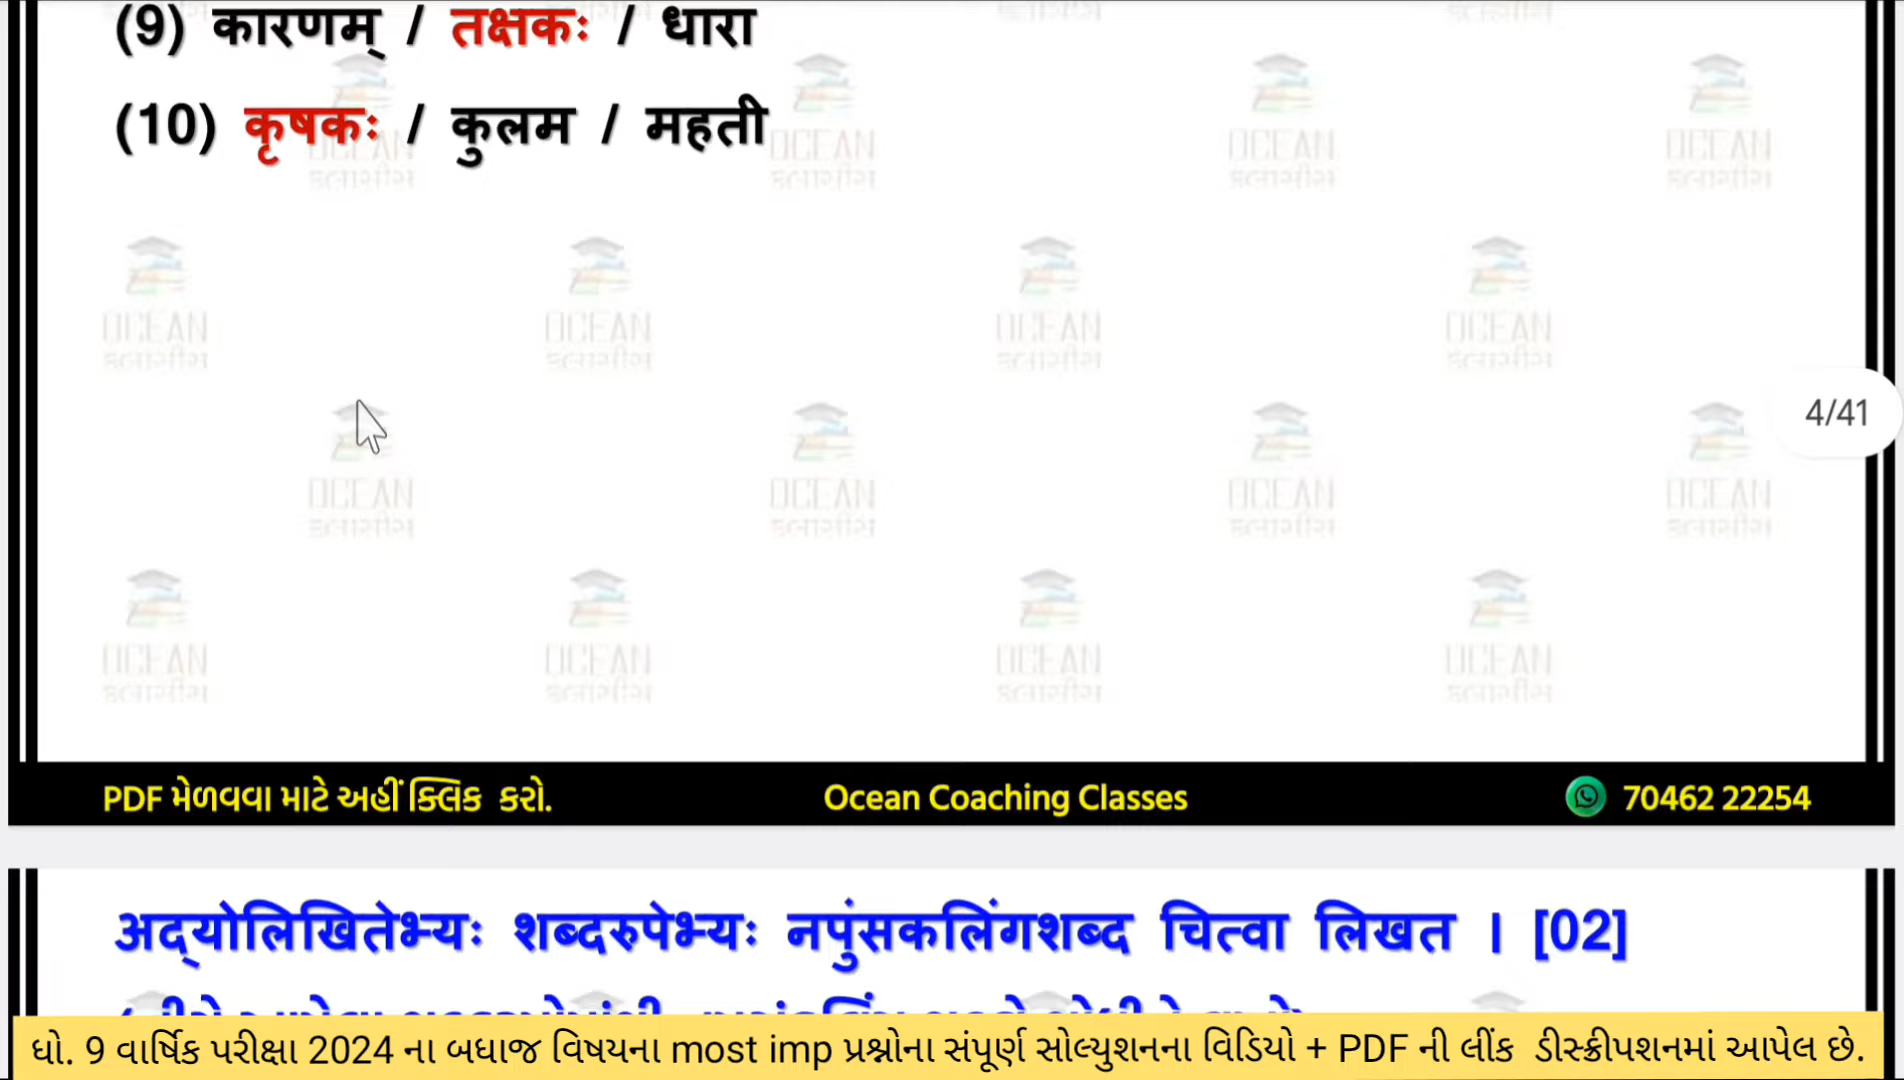 (9) कारणम् / तक्षकः / धारा
(10) कृषकः / कुलम / महती
4/41
PDF મેળવવા માટે અહીં ક્લિક કરો.
Ocean Coaching Classes
70462 22254
अद्योलिखितेभ्यः शब्दरुपेभ्यः नपुंसकलिंगशब्द चित्वा लिखत । [02]
ધો. 9 વાર્ષિક પરીક્ષા 2024 ના બધાજ વિષયના most imp પ્રશ્નોના સંપૂર્ણ સોલ્યુશનના વિડિયો + PDF ની લીંક ડીસ્ક્રીપશનમાં આપેલ છે.